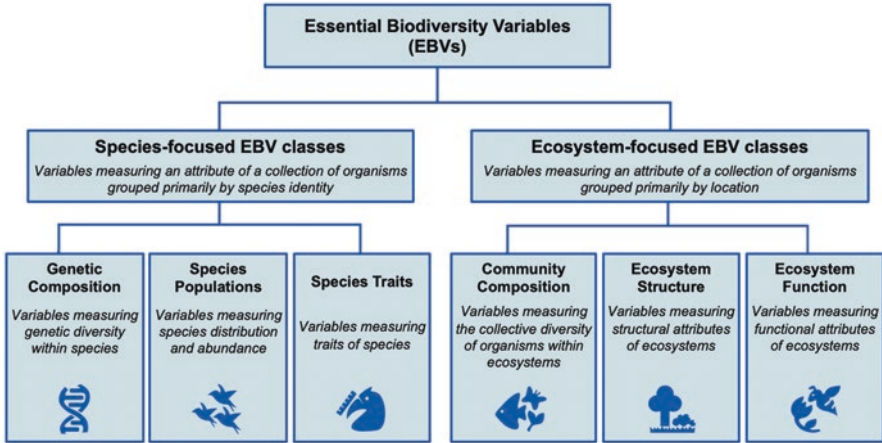 Essential Biodiversity Variables
(EBVs)
Species-focused EBV classes
Variables measuring an attribute of a collection of organisms
grouped primarily by species identity
Ecosystem-focused EBV classes
Variables measuring an attribute of a collection of organisms
grouped primarily by location
Genetic
Composition
Variables measuring
genetic diversity
within species
Species
Populations
Variables measuring
species distribution
and abundance
Species Traits
Variables measuring
traits of species
Community
Composition
Variables measuring
the collective diversity
of organisms within
ecosystems
Ecosystem
Structure
Variables measuring
structural attributes
of ecosystems
Ecosystem
Function
Variables measuring
functional attributes
of ecosystems